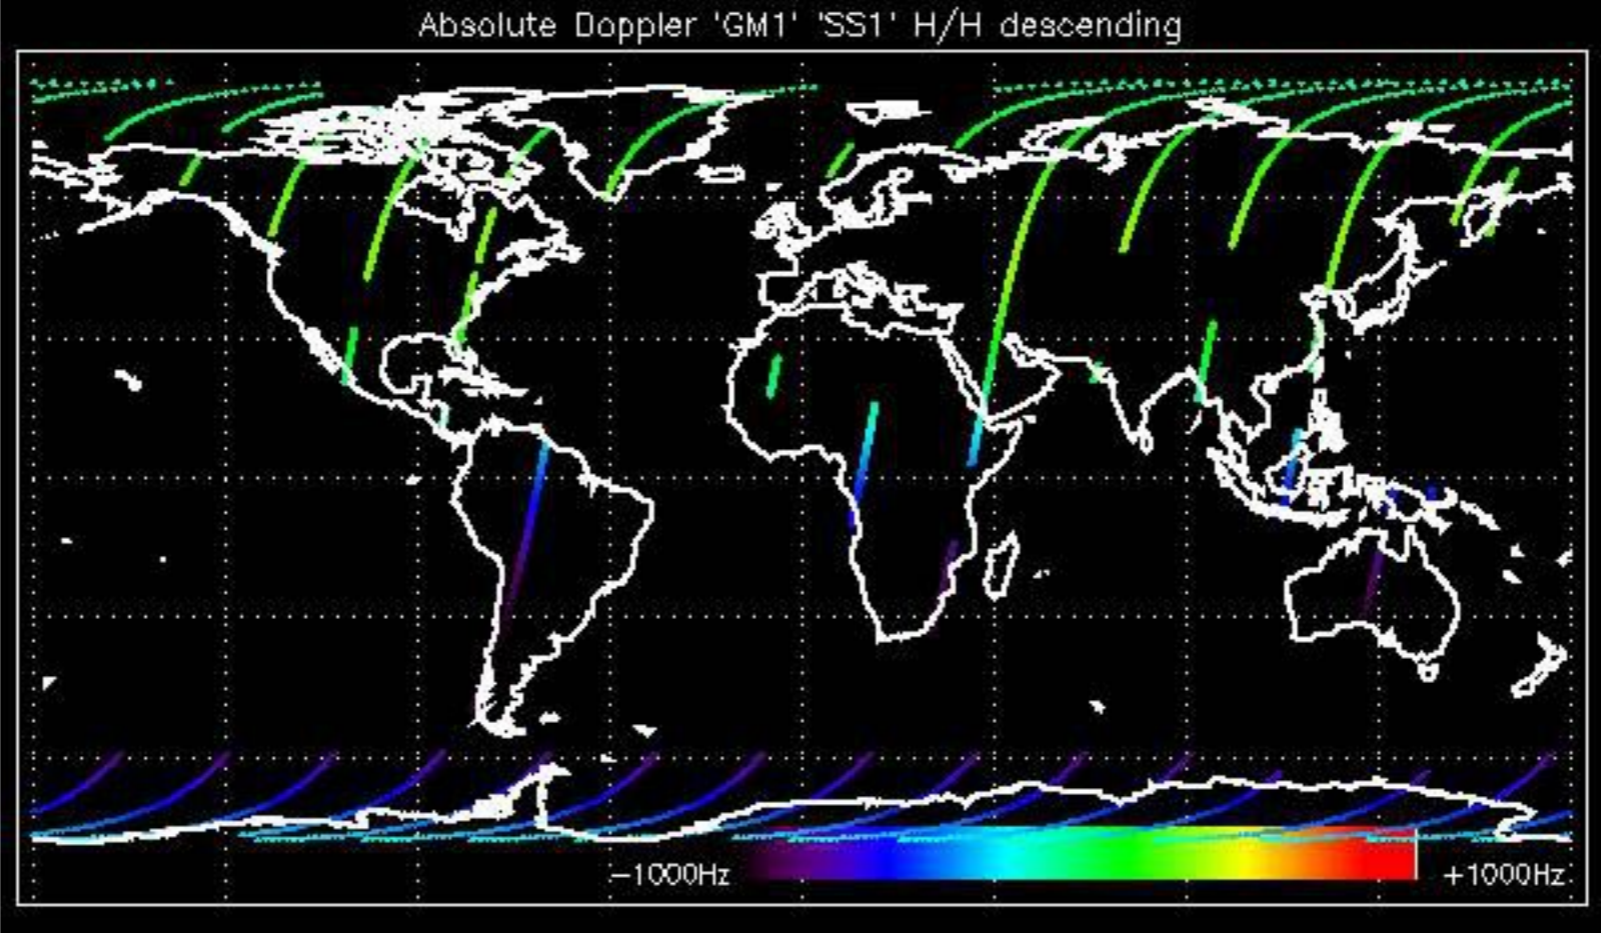 Absolute Doppler 'GM1' 'SS1' H/H descending
−1000Hz +1000Hz